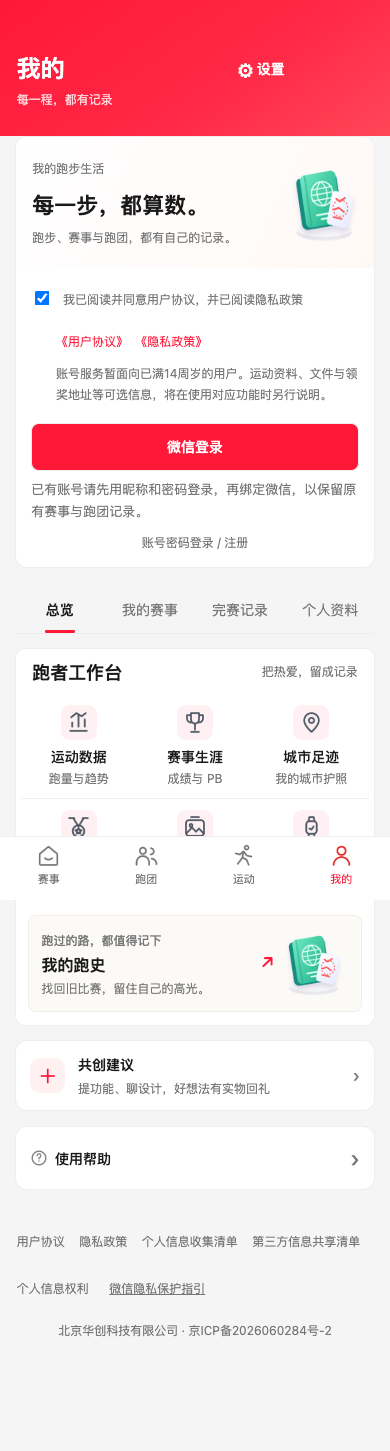 我的
设置
每一程，都有记录
我的跑步生活
每一步，都算数。
跑步、赛事与跑团，都有自己的记录。
我已阅读并同意用户协议，并已阅读隐私政策
《用户协议》 《隐私政策》
账号服务暂面向已满14周岁的用户。运动资料、文件与领
奖地址等可选信息，将在使用对应功能时另行说明。
微信登录
已有账号请先用昵称和密码登录，再绑定微信，以保留原
有赛事与跑团记录。
账号密码登录 / 注册
总览 我的赛事 完赛记录 个人资料
跑者工作台 把热爱，留成记录
运动数据 赛事生涯 城市足迹
跑量与趋势 成绩与 PB 我的城市护照
赛事 跑团 运动 我的
跑过的路，都值得记下
我的跑史
找回旧比赛，留住自己的高光。
共创建议
提功能、聊设计，好想法有实物回礼
使用帮助
用户协议 隐私政策 个人信息收集清单 第三方信息共享清单
个人信息权利 微信隐私保护指引
北京华创科技有限公司 · 京ICP备2026060284号-2